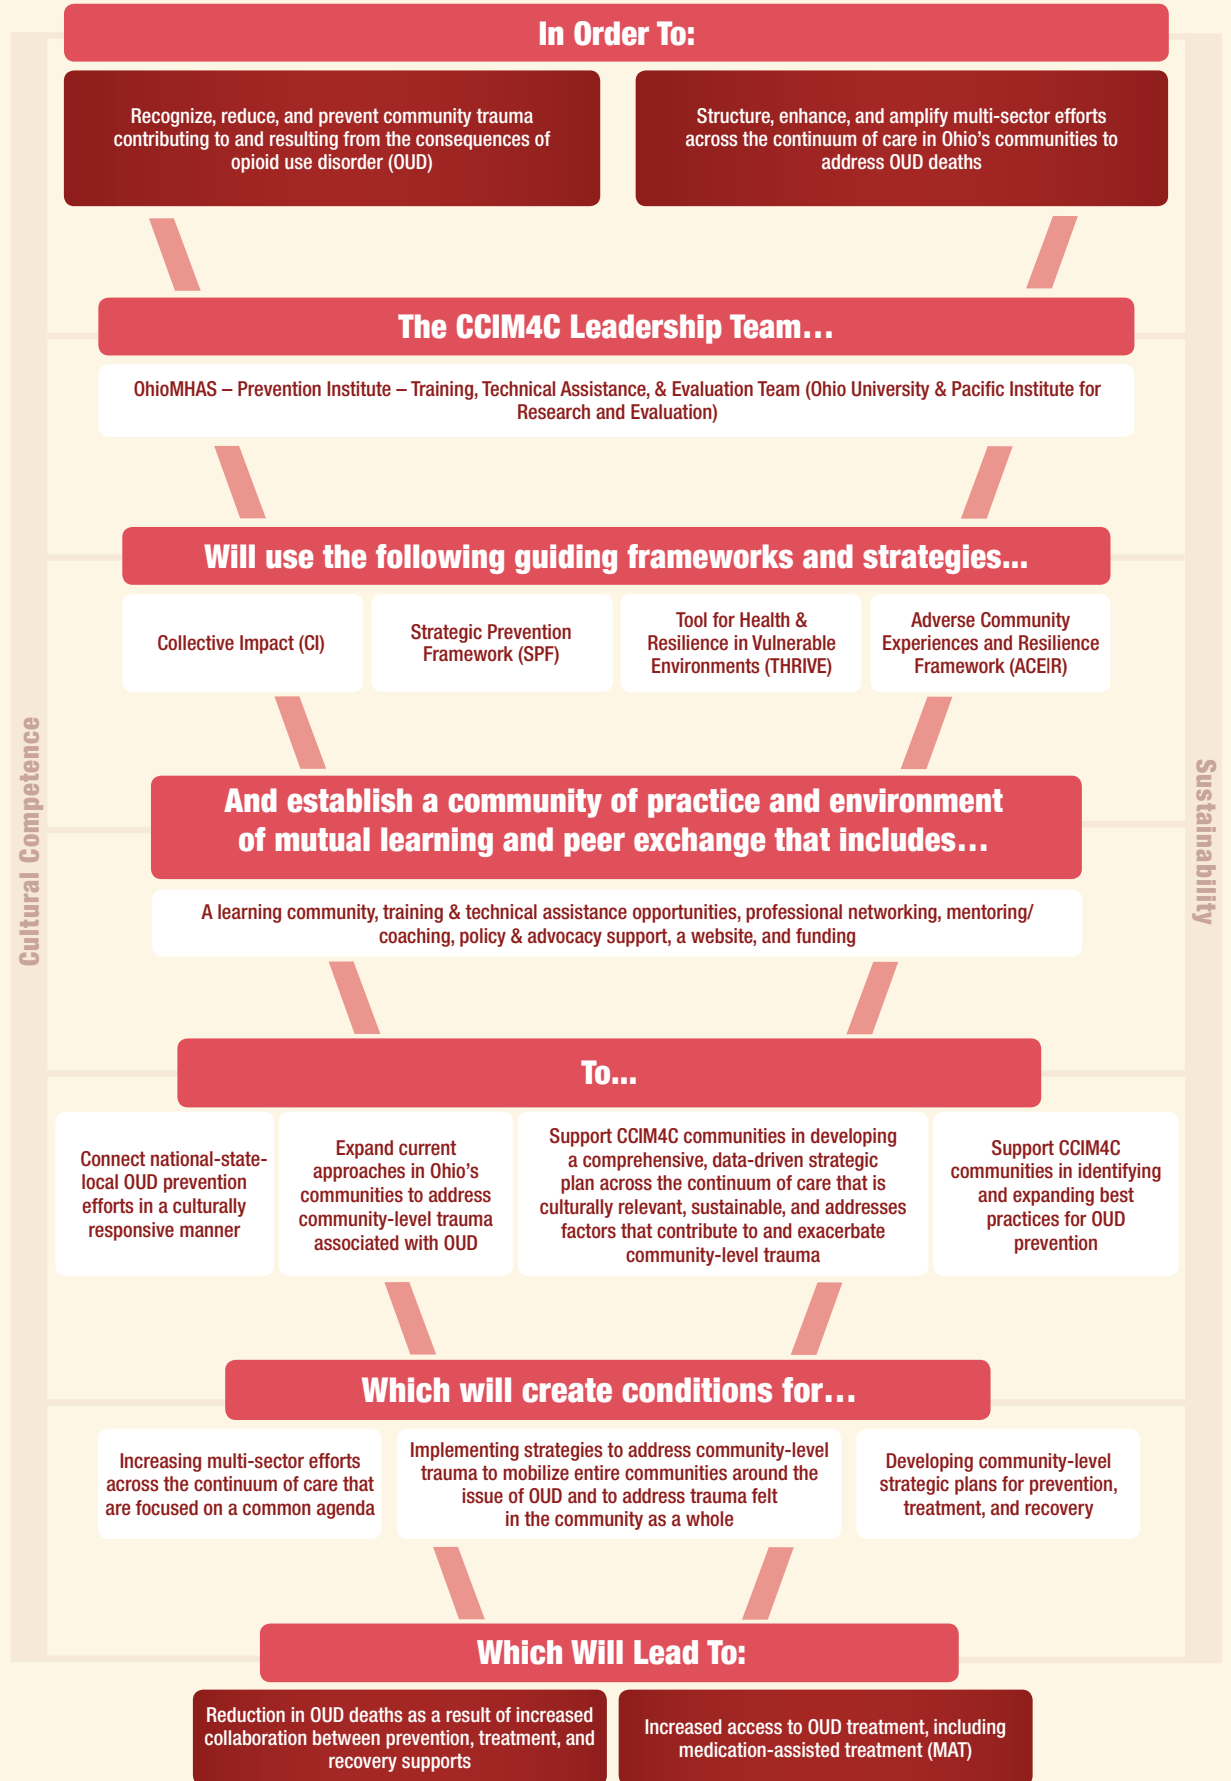 In Order To:
Recognize, reduce, and prevent community trauma
contributing to and resulting from the consequences of
opioid use disorder (OUD)
Structure, enhance, and amplify multi-sector efforts
across the continuum of care in Ohio’s communities to
address OUD deaths
The CCIM4C Leadership Team…
OhioMHAS – Prevention Institute – Training, Technical Assistance, & Evaluation Team (Ohio University & Pacific Institute for
Research and Evaluation)
Will use the following guiding frameworks and strategies...
Collective Impact (CI)
Strategic Prevention
Framework (SPF)
Tool for Health &
Resilience in Vulnerable
Environments (THRIVE)
Adverse Community
Experiences and Resilience
Framework (ACE|R)
And establish a community of practice and environment
of mutual learning and peer exchange that includes…
A learning community, training & technical assistance opportunities, professional networking, mentoring/
coaching, policy & advocacy support, a website, and funding
To...
Connect national-state-
local OUD prevention
efforts in a culturally
responsive manner
Expand current
approaches in Ohio’s
communities to address
community-level trauma
associated with OUD
Support CCIM4C communities in developing
a comprehensive, data-driven strategic
plan across the continuum of care that is
culturally relevant, sustainable, and addresses
factors that contribute to and exacerbate
community-level trauma
Support CCIM4C
communities in identifying
and expanding best
practices for OUD
prevention
Which will create conditions for…
Increasing multi-sector efforts
across the continuum of care that
are focused on a common agenda
Implementing strategies to address community-level
trauma to mobilize entire communities around the
issue of OUD and to address trauma felt
in the community as a whole
Developing community-level
strategic plans for prevention,
treatment, and recovery
Which Will Lead To:
Reduction in OUD deaths as a result of increased
collaboration between prevention, treatment, and
recovery supports
Increased access to OUD treatment, including
medication-assisted treatment (MAT)
Cultural Competence
Sustainability